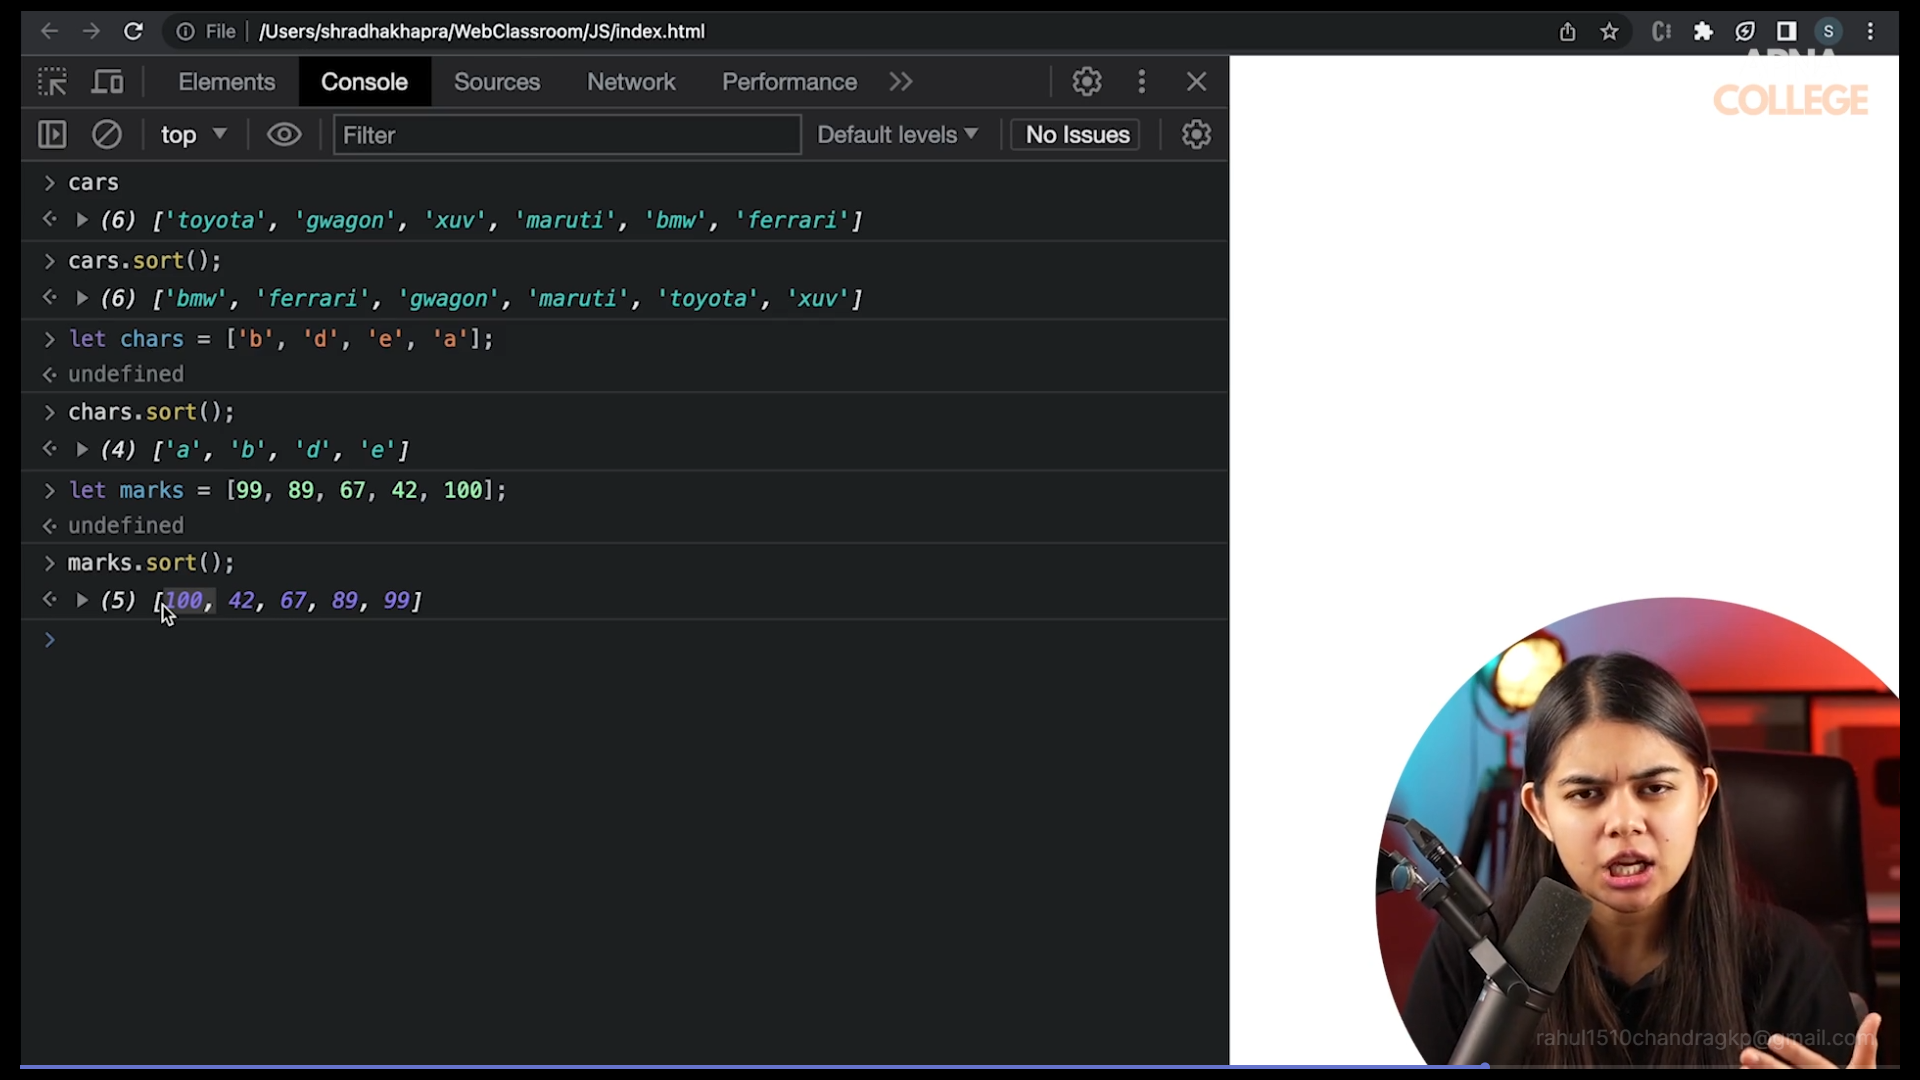 File /Users/shradhakhapra/WebClassroom/JS/index.html
S
APNA
COLLEGE
Elements Console Sources Network Performance
top Filter Default levels No Issues
cars
(6) ['toyota', 'gwagon', 'xuv', 'maruti', 'bmw', 'ferrari']
cars.sort();
(6) ['bmw', 'ferrari', 'gwagon', 'maruti', 'toyota', 'xuv']
let chars = ['b', 'd', 'e', 'a'];
undefined
chars.sort();
(4) ['a', 'b', 'd', 'e']
let marks = [99, 89, 67, 42, 100];
undefined
marks.sort();
(5) [100, 42, 67, 89, 99]
rahul1510chandragkp@gmail.com